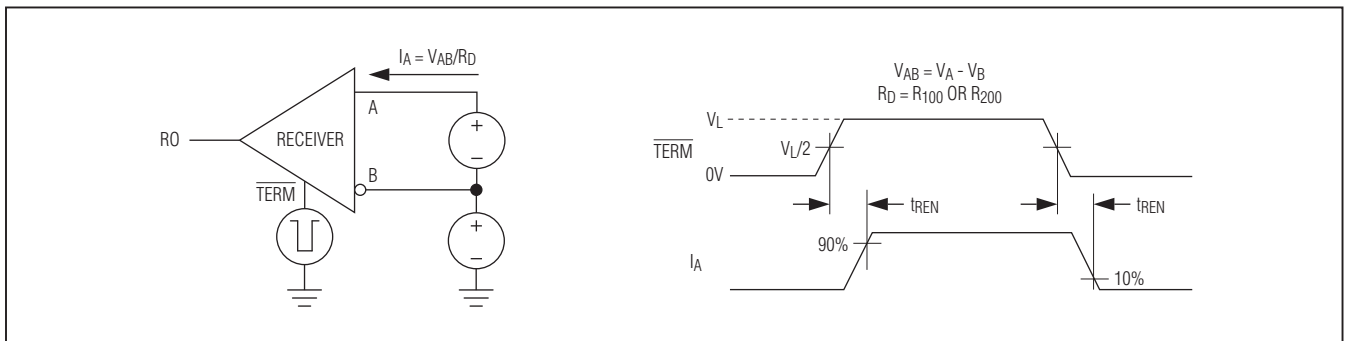 I_A = V_AB/R_D
A
RO
RECEIVER
+
−
B
TERM
+
−
V_AB = V_A - V_B
R_D = R_100 OR R_200
V_L
TERM
V_L/2
0V
t_REN
t_REN
90%
I_A
10%